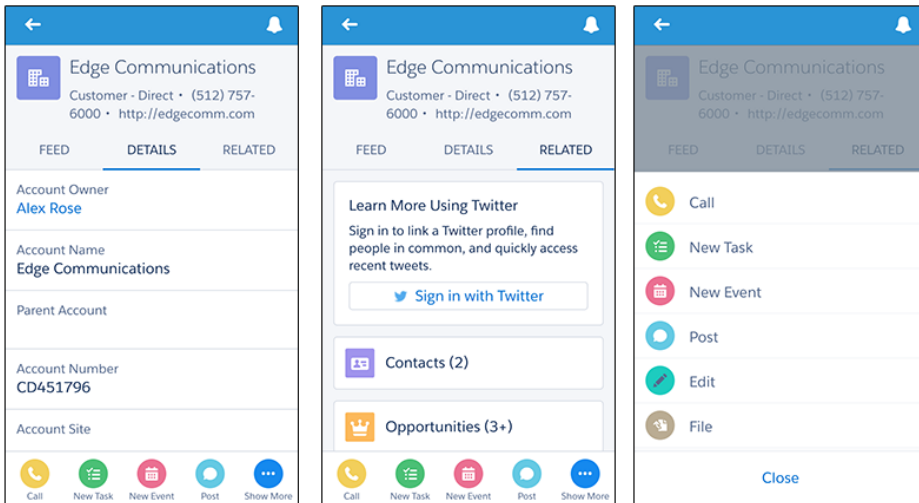 Edge Communications
Customer - Direct • (512) 757-
6000 • http://edgecomm.com
FEED DETAILS RELATED
Account Owner
Alex Rose
Account Name
Edge Communications
Parent Account
Account Number
CD451796
Account Site
Call New Task New Event Post Show More
Edge Communications
Customer - Direct • (512) 757-
6000 • http://edgecomm.com
FEED DETAILS RELATED
Learn More Using Twitter
Sign in to link a Twitter profile, find
people in common, and quickly access
recent tweets.
Sign in with Twitter
Contacts (2)
Opportunities (3+)
Call New Task New Event Post Show More
Edge Communications
Customer - Direct • (512) 757-
6000 • http://edgecomm.com
FEED DETAILS RELATED
Call
New Task
New Event
Post
Edit
File
Close